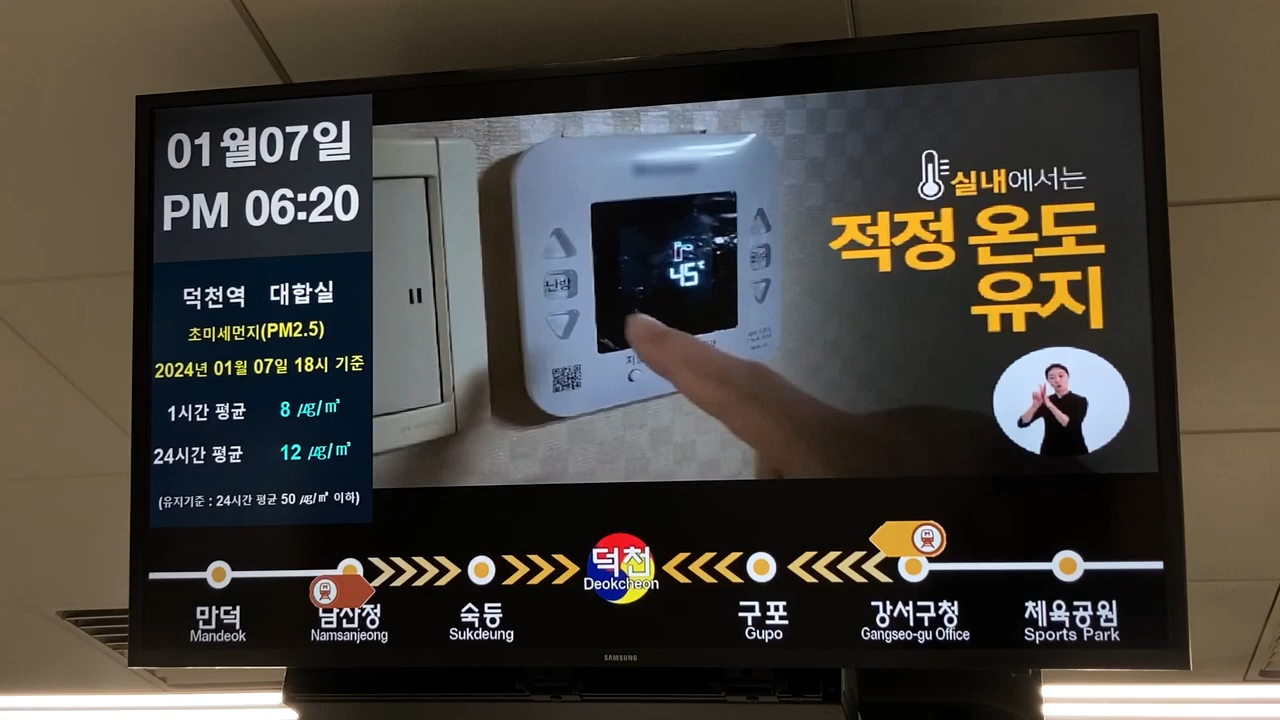 01월07일
PM 06:20
덕천역 대합실
초미세먼지(PM2.5)
2024년 01월 07일 18시 기준
1시간 평균 8 ㎍/㎥
24시간 평균 12 ㎍/㎥
(유지기준 : 24시간 평균 50 ㎍/㎥ 이하)
난방
45℃
실내에서는
적정 온도
유지
덕천
Deokcheon
만덕
Mandeok
남산정
Namsanjeong
숙등
Sukdeung
구포
Gupo
강서구청
Gangseo-gu Office
체육공원
Sports Park
SAMSUNG